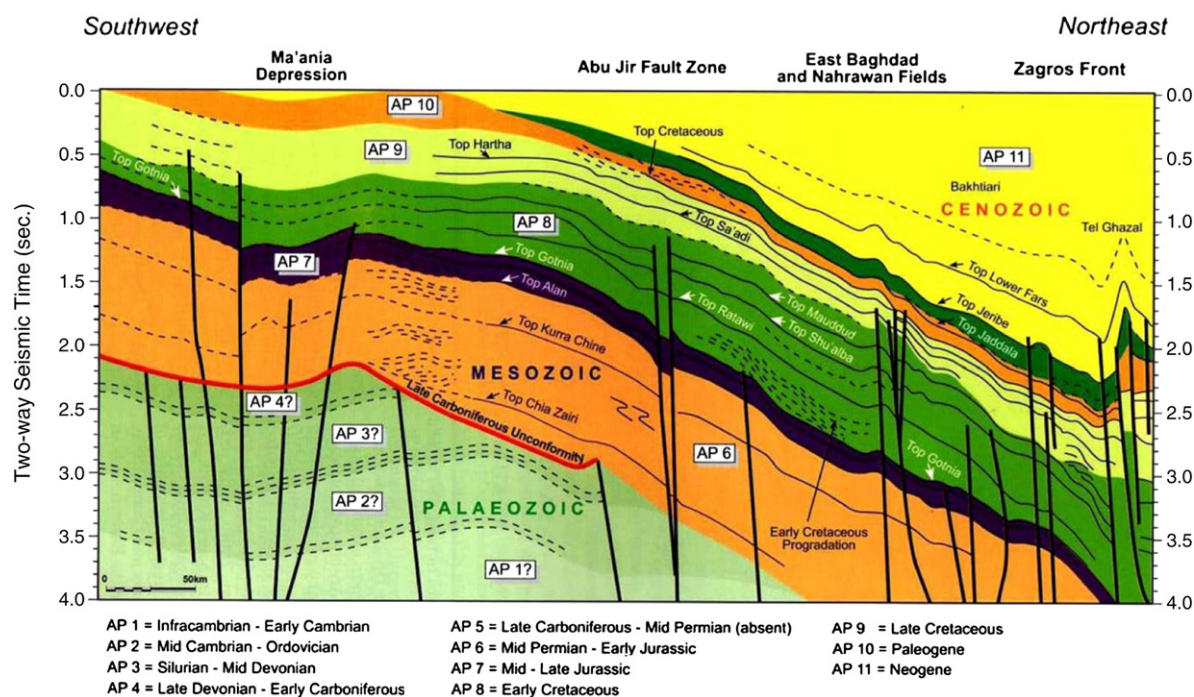 Southwest
Northeast
Ma'ania
Depression
Abu Jir Fault Zone
East Baghdad
and Nahrawan Fields
Zagros Front
Two-way Seismic Time (sec.)
0.0
0.5
1.0
1.5
2.0
2.5
3.0
3.5
4.0
0.0
0.5
1.0
1.5
2.0
2.5
3.0
3.5
4.0
AP 10
AP 9
Top Hartha
Top Cretaceous
AP 11
Bakhtiari
CENOZOIC
Tel Ghazal
Top Gotnia
AP 8
Top Sa'adi
AP 7
Top Gotnia
Top Alan
Top Lower Fars
Top Jeribe
Top Jaddala
Top Mauddud
Top Shu'alba
Top Ratawi
Top Kurra Chine
MESOZOIC
Top Chia Zairi
Late Carboniferous Unconformity
AP 4?
AP 3?
AP 6
Top Gotnia
AP 2?
PALAEOZOIC
Early Cretaceous
Progradation
AP 1?
0 50km
AP 1 = Infracambrian - Early Cambrian
AP 2 = Mid Cambrian - Ordovician
AP 3 = Silurian - Mid Devonian
AP 4 = Late Devonian - Early Carboniferous
AP 5 = Late Carboniferous - Mid Permian (absent)
AP 6 = Mid Permian - Early Jurassic
AP 7 = Mid - Late Jurassic
AP 8 = Early Cretaceous
AP 9 = Late Cretaceous
AP 10 = Paleogene
AP 11 = Neogene